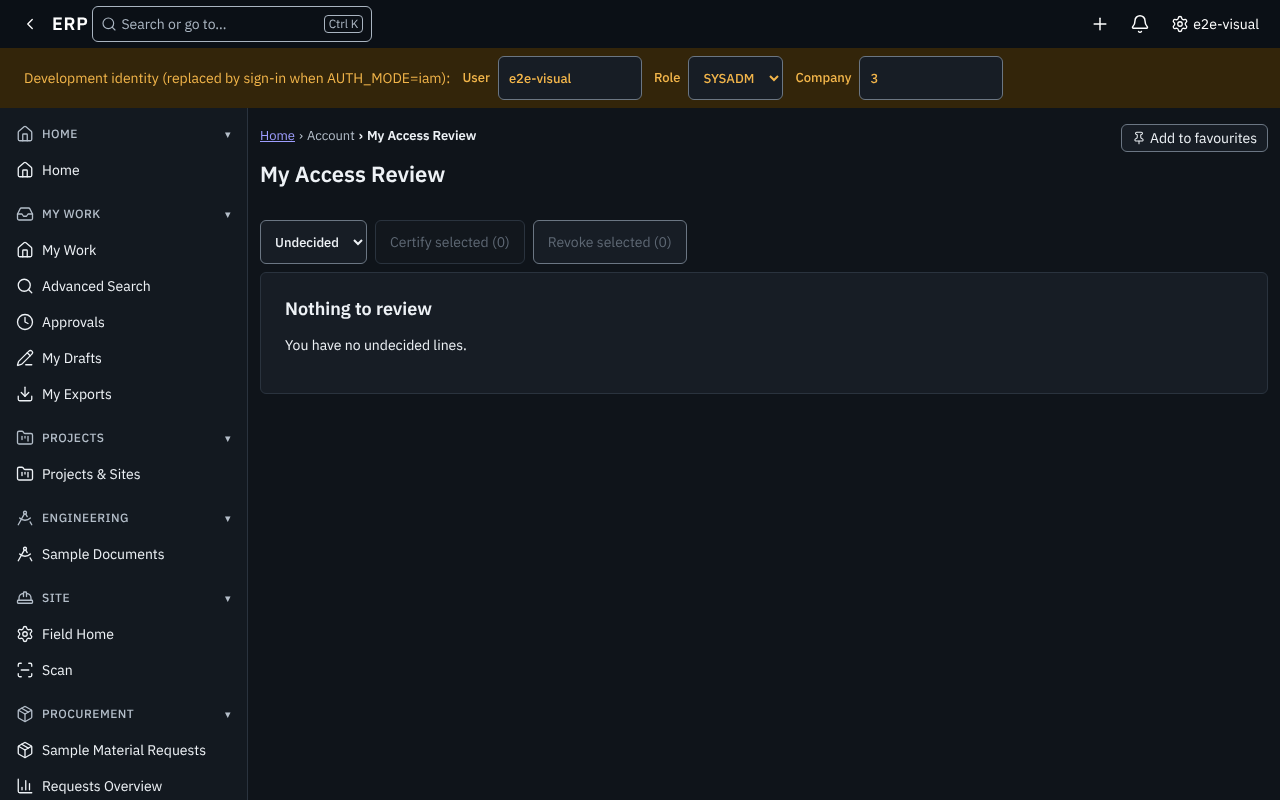 ERP
Search or go to...
Ctrl K
e2e-visual
Development identity (replaced by sign-in when AUTH_MODE=iam):
User
e2e-visual
Role
SYSADM
Company
3
HOME
Home
MY WORK
My Work
Advanced Search
Approvals
My Drafts
My Exports
PROJECTS
Projects & Sites
ENGINEERING
Sample Documents
SITE
Field Home
Scan
PROCUREMENT
Sample Material Requests
Requests Overview
Home › Account › My Access Review
Add to favourites
My Access Review
Undecided
Certify selected (0)
Revoke selected (0)
Nothing to review
You have no undecided lines.